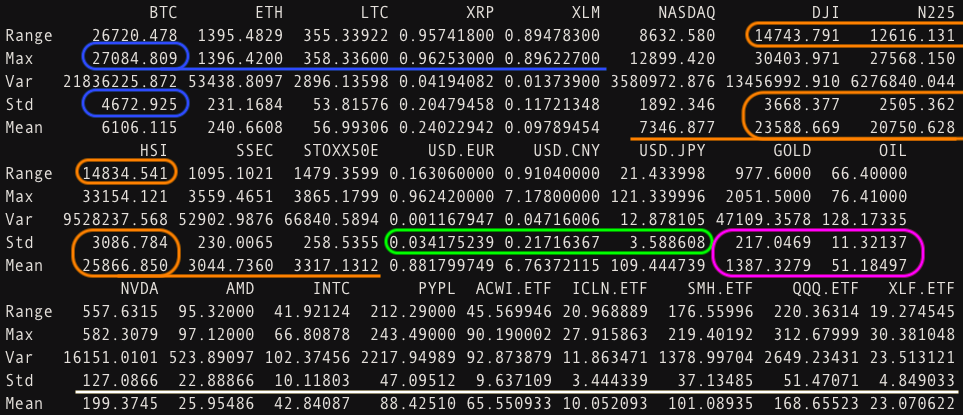 BTC ETH LTC XRP XLM NASDAQ DJI N225
Range 26720.478 1395.4829 355.33922 0.95741800 0.89478300 8632.580 14743.791 12616.131
Max 27084.809 1396.4200 358.33600 0.96253000 0.89622700 12899.420 30403.971 27568.150
Var 21836225.872 53438.8097 2896.13598 0.04194082 0.01373900 3580972.876 13456992.910 6276840.044
Std 4672.925 231.1684 53.81576 0.20479458 0.11721348 1892.346 3668.377 2505.362
Mean 6106.115 240.6608 56.99306 0.24022942 0.09789454 7346.877 23588.669 20750.628
HSI SSEC STOXX50E USD.EUR USD.CNY USD.JPY GOLD OIL
Range 14834.541 1095.1021 1479.3599 0.163060000 0.91040000 21.433998 977.6000 66.40000
Max 33154.121 3559.4651 3865.1799 0.962420000 7.17800000 121.339996 2051.5000 76.41000
Var 9528237.568 52902.9876 66840.5894 0.001167947 0.04716006 12.878105 47109.3578 128.17335
Std 3086.784 230.0065 258.5355 0.034175239 0.21716367 3.588608 217.0469 11.32137
Mean 25866.850 3044.7360 3317.1312 0.881799749 6.76372115 109.444739 1387.3279 51.18497
NVDA AMD INTC PYPL ACWI.ETF ICLN.ETF SMH.ETF QQQ.ETF XLF.ETF
Range 557.6315 95.32000 41.92124 212.29000 45.569946 20.968889 176.55996 220.36314 19.274545
Max 582.3079 97.12000 66.80878 243.49000 90.190002 27.915863 219.40192 312.67999 30.381048
Var 16151.0101 523.89097 102.37456 2217.94989 92.873879 11.863471 1378.99704 2649.23431 23.513121
Std 127.0866 22.88866 10.11803 47.09512 9.637109 3.444339 37.13485 51.47071 4.849033
Mean 199.3745 25.95486 42.84087 88.42510 65.550933 10.052093 101.08935 168.65523 23.070622